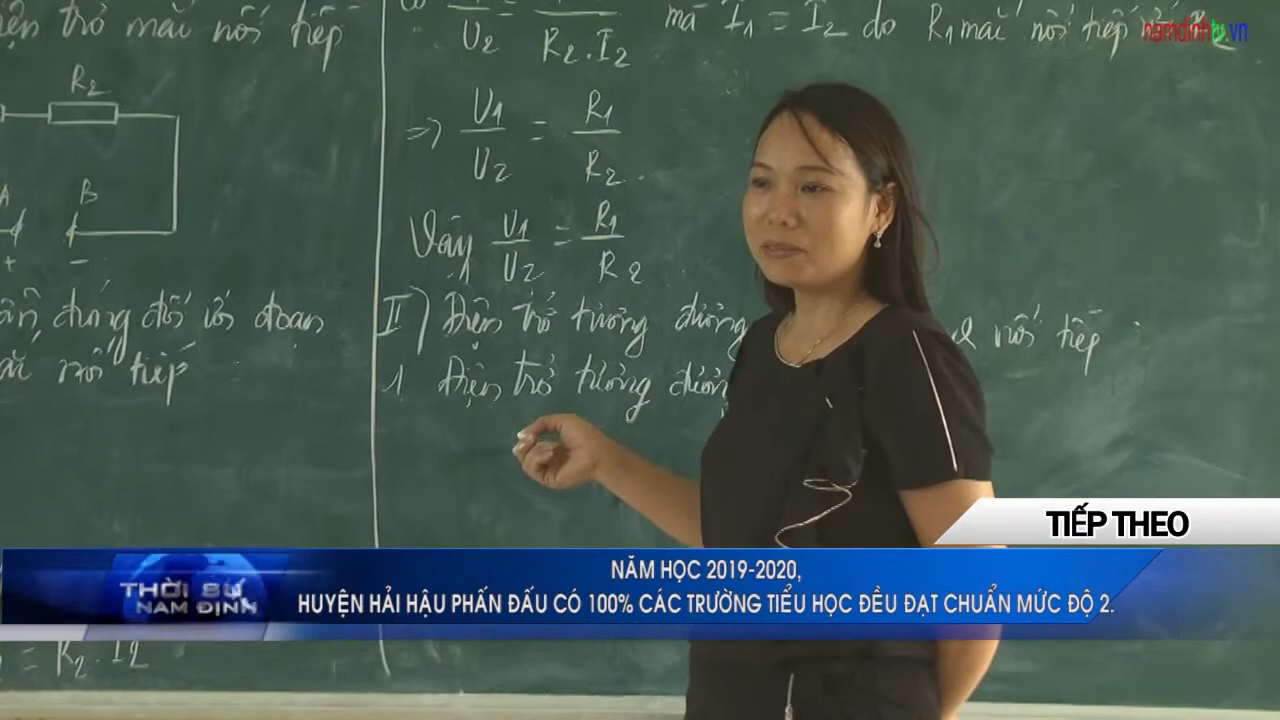 điện trở mắc nối tiếp
R2
A B
+ -
đúng đối với đoạn
mắc nối tiếp
= R2 . I2
U2 R2 . I2 mà I1 = I2 do R1 mắc nối tiếp
=> U1 = R1
U2 R2 .
Vậy U1 = R1
U2 R2
II) Điện trở tương đương nối tiếp
1 Điện trở tương đương
namdinhtv.vn
TIẾP THEO
THỜI SỰ
NAM ĐỊNH
NĂM HỌC 2019-2020,
HUYỆN HẢI HẬU PHẤN ĐẤU CÓ 100% CÁC TRƯỜNG TIỂU HỌC ĐỀU ĐẠT CHUẨN MỨC ĐỘ 2.